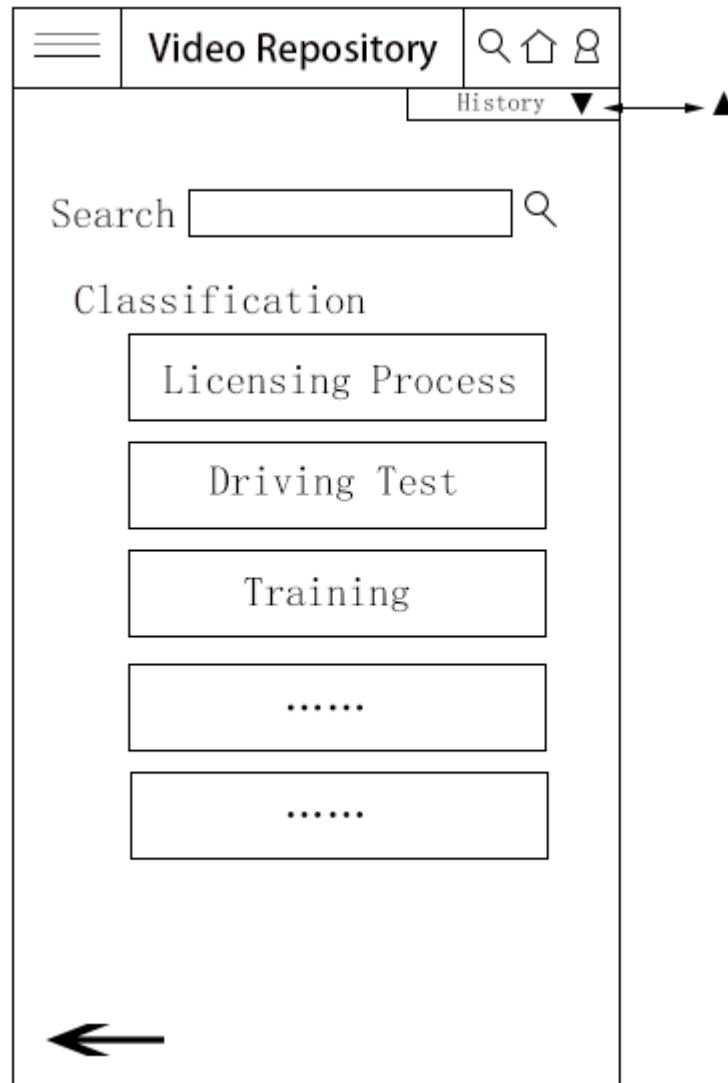 Video Repository
History ▼ ▲
Search
Classification
Licensing Process
Driving Test
Training
......
......